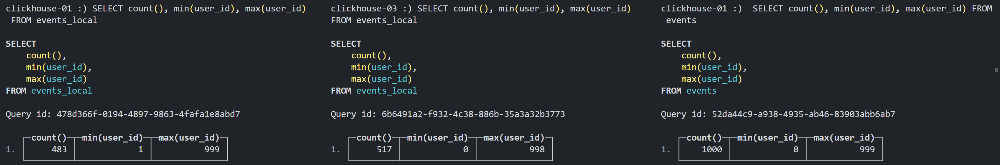 clickhouse-01 :) SELECT count(), min(user_id), max(user_id)
FROM events_local
SELECT
count(),
min(user_id),
max(user_id)
FROM events_local
Query id: 478d366f-0194-4897-9863-4fafa1e8abd7
count() min(user_id) max(user_id)
1. 483 1 999
clickhouse-03 :) SELECT count(), min(user_id), max(user_id)
FROM events_local
SELECT
count(),
min(user_id),
max(user_id)
FROM events_local
Query id: 6b6491a2-f932-4c38-886b-35a3a32b3773
count() min(user_id) max(user_id)
1. 517 0 998
clickhouse-01 :)  SELECT count(), min(user_id), max(user_id) FROM
events
SELECT
count(),
min(user_id),
max(user_id)
FROM events
Query id: 52da44c9-a938-4935-ab46-83903abb6ab7
count() min(user_id) max(user_id)
1. 1000 0 999